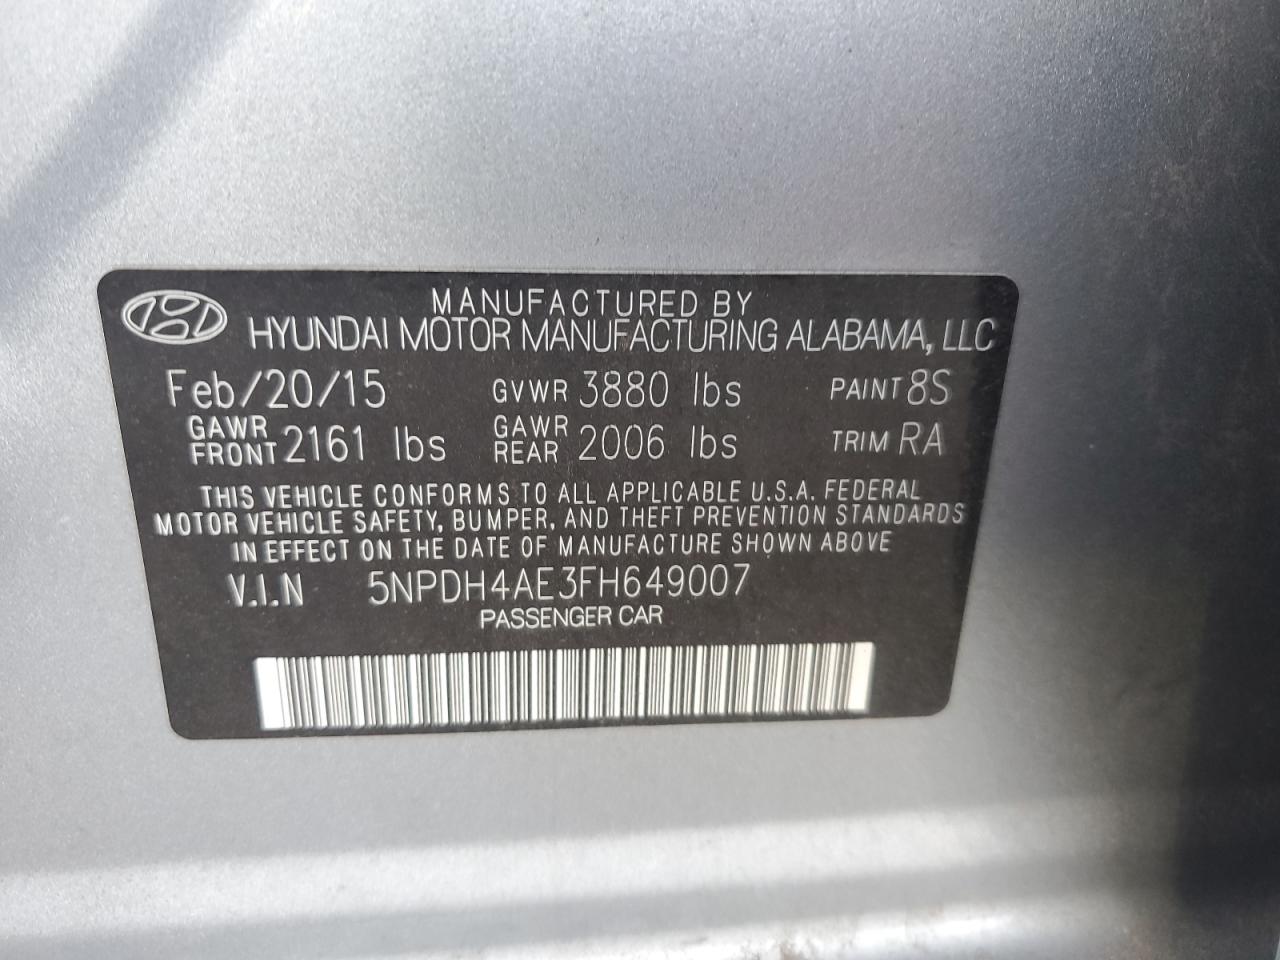 MANUFACTURED BY
HYUNDAI MOTOR MANUFACTURING ALABAMA, LLC
Feb/20/15 GVWR 3880 lbs PAINT 8S
GAWR FRONT 2161 lbs GAWR REAR 2006 lbs TRIM RA
THIS VEHICLE CONFORMS TO ALL APPLICABLE U.S.A. FEDERAL
MOTOR VEHICLE SAFETY, BUMPER, AND THEFT PREVENTION STANDARDS
IN EFFECT ON THE DATE OF MANUFACTURE SHOWN ABOVE
V.I.N 5NPDH4AE3FH649007
PASSENGER CAR